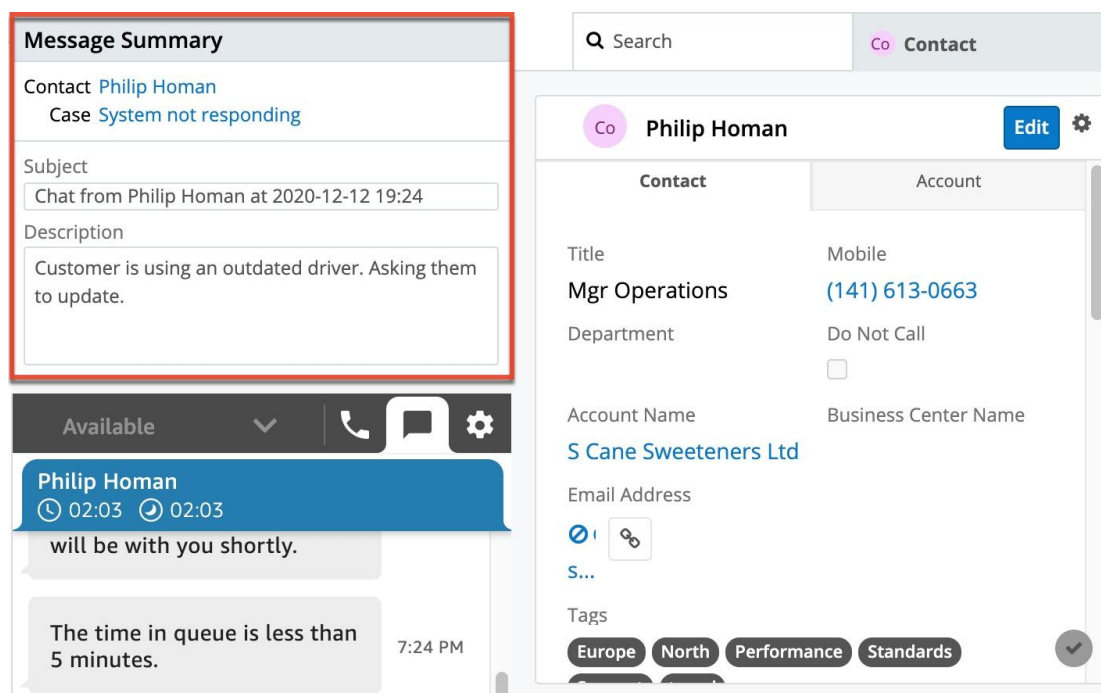 Message Summary
Contact Philip Homan
Case System not responding
Subject
Chat from Philip Homan at 2020-12-12 19:24
Description
Customer is using an outdated driver. Asking them
to update.
Available
Philip Homan
02:03 02:03
will be with you shortly.
The time in queue is less than
5 minutes.
7:24 PM
Search
Co Contact
Co Philip Homan
Edit
Contact Account
Title Mobile
Mgr Operations (141) 613-0663
Department Do Not Call
Account Name Business Center Name
S Cane Sweeteners Ltd
Email Address
s...
Tags
Europe North Performance Standards